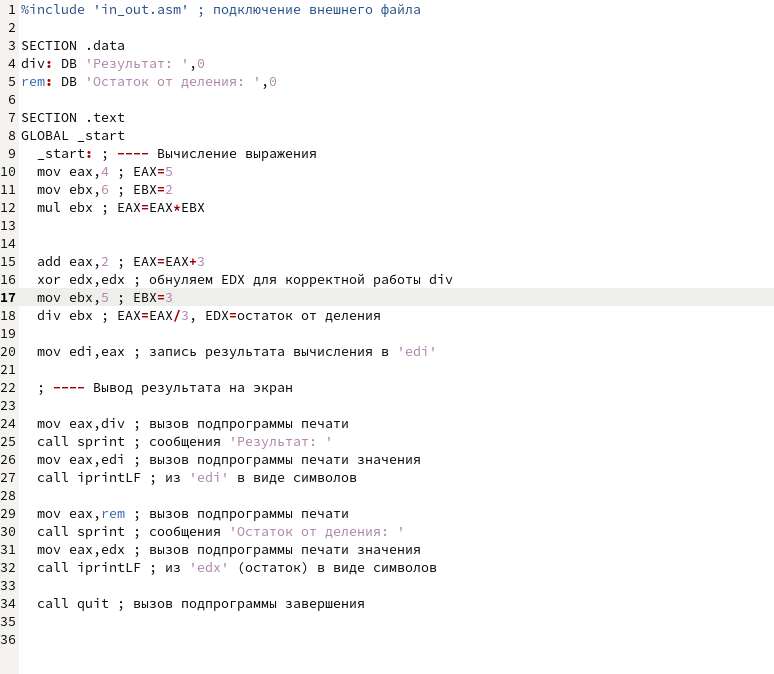 1 %include 'in_out.asm' ; подключение внешнего файла
2
3 SECTION .data
4 div: DB 'Результат: ',0
5 rem: DB 'Остаток от деления: ',0
6
7 SECTION .text
8 GLOBAL _start
9   _start: ; ---- Вычисление выражения
10   mov eax,4 ; EAX=5
11   mov ebx,6 ; EBX=2
12   mul ebx ; EAX=EAX*EBX
13
14
15   add eax,2 ; EAX=EAX+3
16   xor edx,edx ; обнуляем EDX для корректной работы div
17   mov ebx,5 ; EBX=3
18   div ebx ; EAX=EAX/3, EDX=остаток от деления
19
20   mov edi,eax ; запись результата вычисления в 'edi'
21
22   ; ---- Вывод результата на экран
23
24   mov eax,div ; вызов подпрограммы печати
25   call sprint ; сообщения 'Результат: '
26   mov eax,edi ; вызов подпрограммы печати значения
27   call iprintLF ; из 'edi' в виде символов
28
29   mov eax,rem ; вызов подпрограммы печати
30   call sprint ; сообщения 'Остаток от деления: '
31   mov eax,edx ; вызов подпрограммы печати значения
32   call iprintLF ; из 'edx' (остаток) в виде символов
33
34   call quit ; вызов подпрограммы завершения
35
36